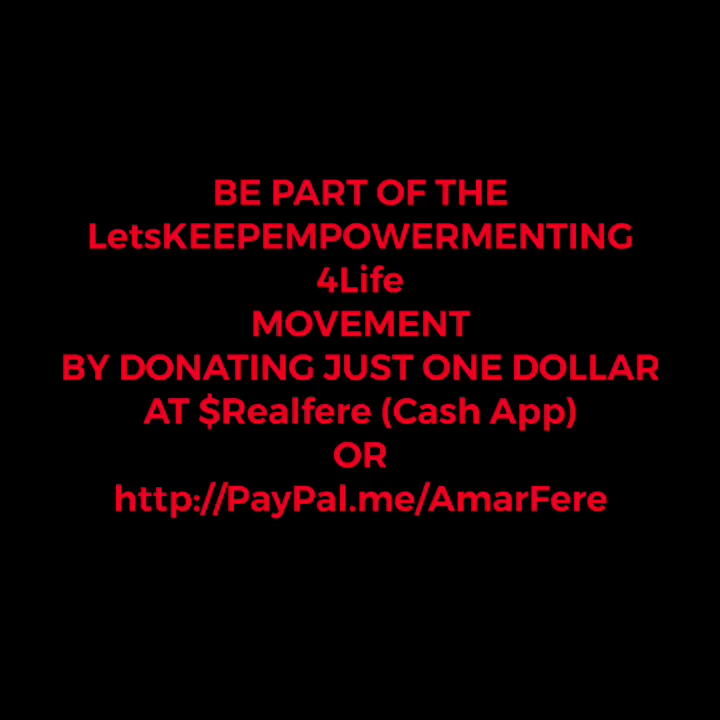 BE PART OF THE
LetsKEEPEMPOWERMENTING
4Life
MOVEMENT
BY DONATING JUST ONE DOLLAR
AT $Realfere (Cash App)
OR
http://PayPal.me/AmarFere